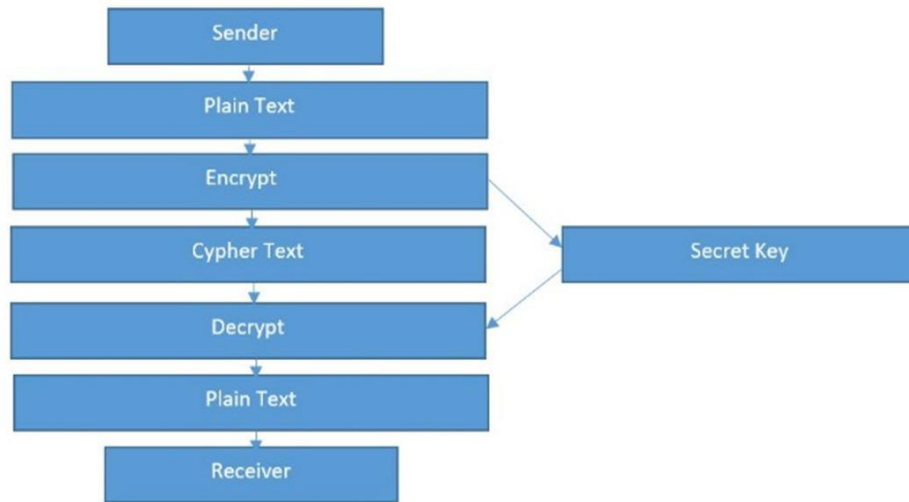 Sender
Plain Text
Encrypt
Cypher Text
Secret Key
Decrypt
Plain Text
Receiver